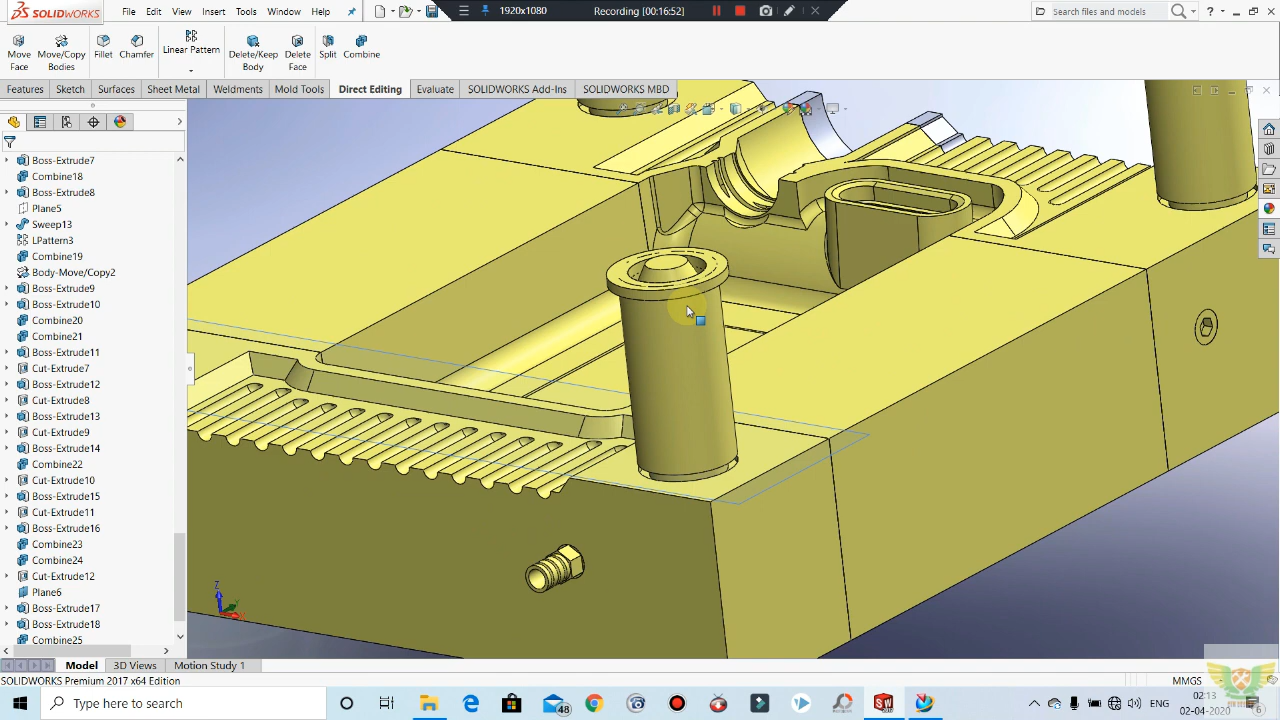 SOLIDWORKS
File Edit View Insert Tools Window Help
1920x1080 Recording [00:16:52]
Search files and models
Move Face
Move/Copy Bodies
Fillet
Chamfer
Linear Pattern
Delete/Keep Body
Delete Face
Split
Combine
Features Sketch Surfaces Sheet Metal Weldments Mold Tools Direct Editing Evaluate SOLIDWORKS Add-Ins SOLIDWORKS MBD
Boss-Extrude7
Combine18
Boss-Extrude8
Plane5
Sweep13
LPattern3
Combine19
Body-Move/Copy2
Boss-Extrude9
Boss-Extrude10
Combine20
Combine21
Boss-Extrude11
Cut-Extrude7
Boss-Extrude12
Cut-Extrude8
Boss-Extrude13
Cut-Extrude9
Boss-Extrude14
Combine22
Cut-Extrude10
Boss-Extrude15
Cut-Extrude11
Boss-Extrude16
Combine23
Combine24
Cut-Extrude12
Plane6
Boss-Extrude17
Boss-Extrude18
Combine25
Z
Model 3D Views Motion Study 1
SOLIDWORKS Premium 2017 x64 Edition
MMGS
Type here to search
48
SW
ENG
02:13
02-04-2020
6